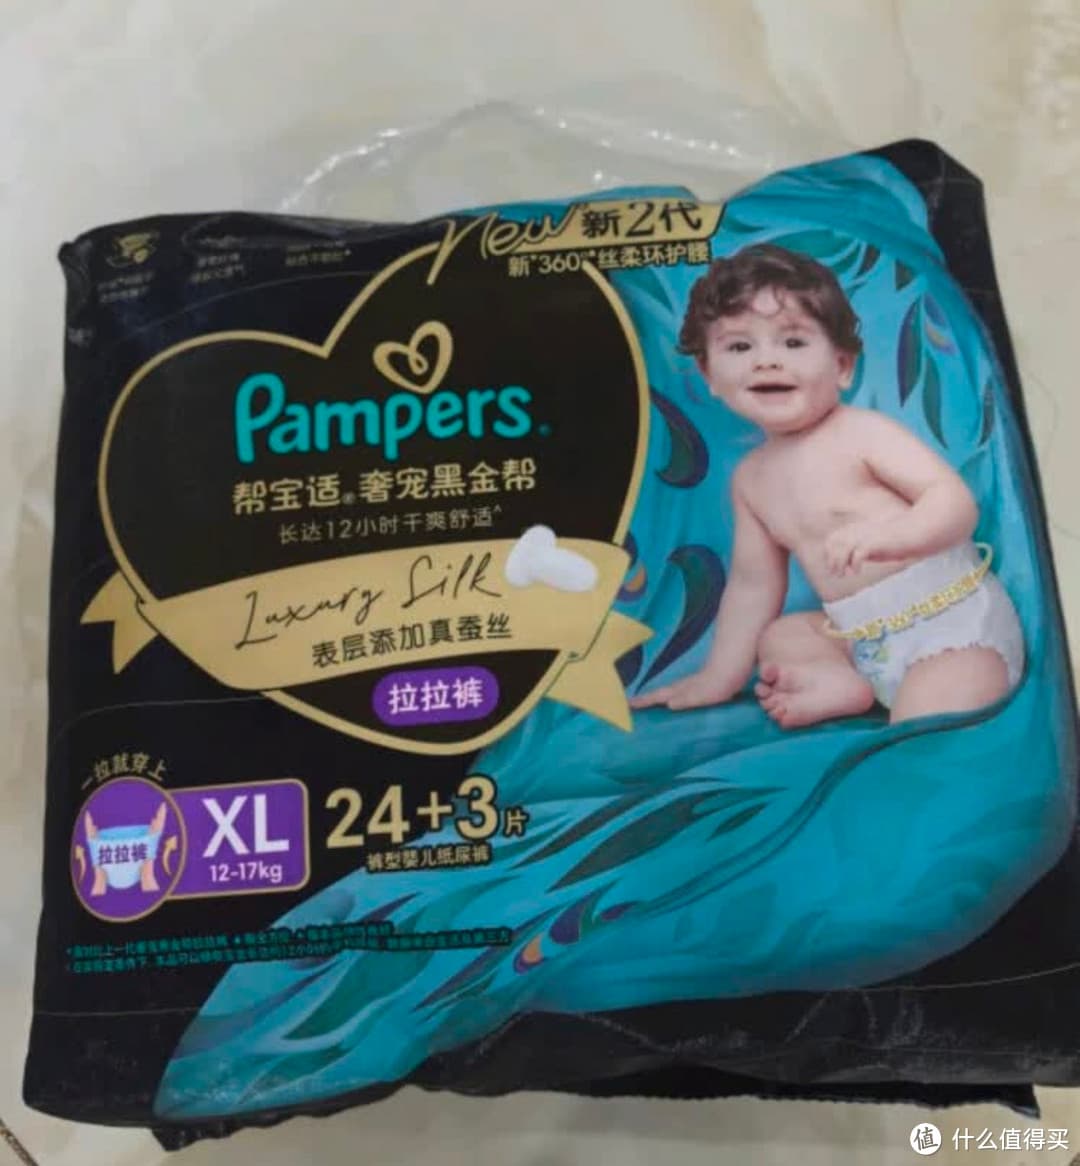 New 新2代
新*360°丝柔环护腰
Pampers
帮宝适®奢宠黑金帮
长达12小时干爽舒适^
Luxury Silk
表层添加真蚕丝
拉拉裤
一拉就穿上
拉拉裤
XL
12-17kg
24+3片
裤型婴儿纸尿裤
值 什么值得买